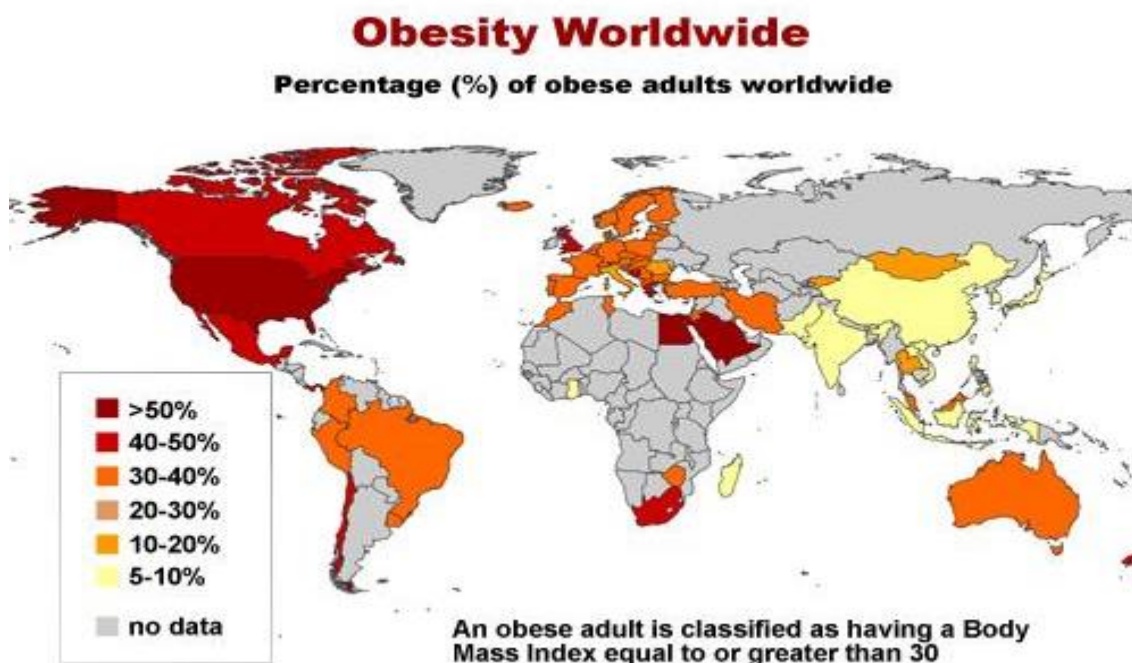 Obesity Worldwide
Percentage (%) of obese adults worldwide
>50%
40-50%
30-40%
20-30%
10-20%
5-10%
no data
An obese adult is classified as having a Body
Mass Index equal to or greater than 30